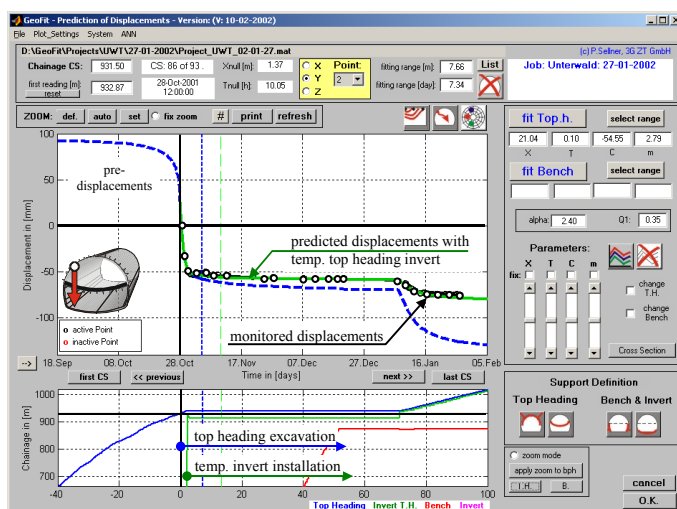 GeoFit - Prediction of Displacements - Version: (V: 10-02-2002)
File Plot_Settings System ANN
D:\GeoFit\Projects\UWT\27-01-2002\Project_UWT_02-01-27.mat
(c) P.Sellner, 3G ZT GmbH
Chainage CS: 931.50 CS: 86 of 93. Xnull [m]: 1.37 X Point: fitting range [m]: 7.66 List
Job: Unterwald: 27-01-2002
Y 2
first reading [m]: 932.87 28-Oct-2001 Tnull [h]: 10.05 fitting range [day]: 7.34
reset 12:00:00 Z
ZOOM: def. auto set fix zoom # print refresh
fit Top.h. select range
21.04 0.10 -54.55 2.79
X T C m
fit Bench select range
alpha: 2.40 Q1: 0.35
Parameters:
X T C m
fix:
change
T.H.
change
Bench
Cross Section
Displacement in [mm]
100
50
0
-50
-100
pre-
displacements
predicted displacements with
temp. top heading invert
monitored displacements
active Point
inactive Point
-->
18.Sep 08.Oct 28.Oct 17.Nov 07.Dec 27.Dec 16.Jan 05.Feb
first CS << previous Time in [days] next >> last CS
Chainage in [m]
1000
900
800
700
top heading excavation
temp. invert installation
-40 -20 0 20 40 60 80 100
Top Heading Invert T.H. Bench Invert
Support Definition
Top Heading Bench & Invert
zoom mode
apply zoom to bph
I.H. B.
cancel
O.K.